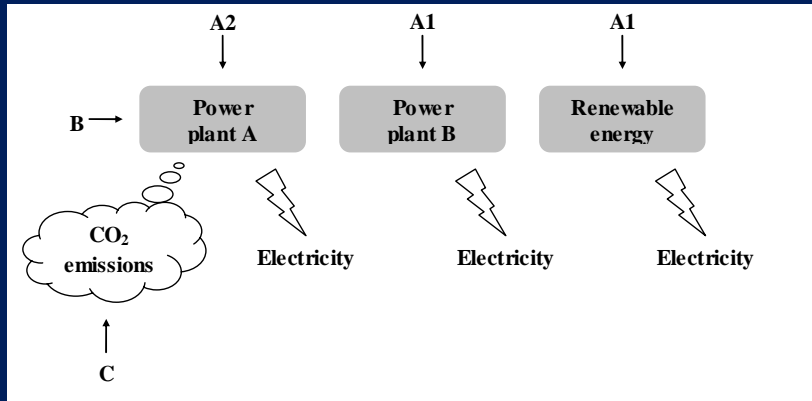 A2
A1
A1
B
Power
plant A
Power
plant B
Renewable
energy
CO₂
emissions
Electricity
Electricity
Electricity
C